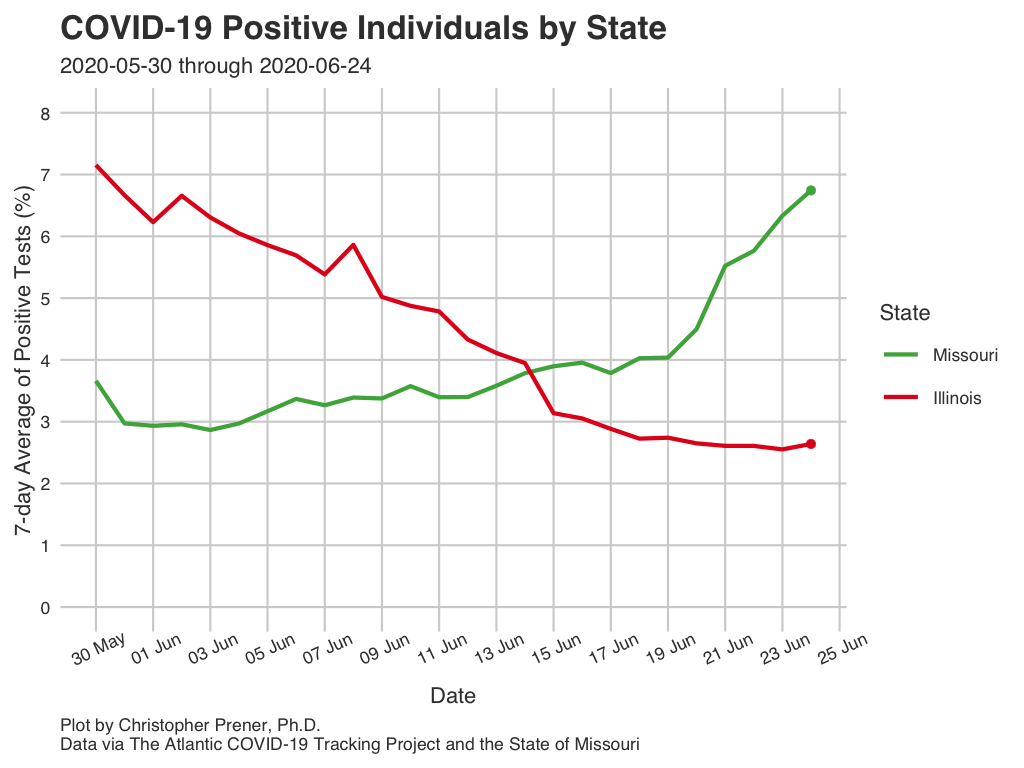 COVID-19 Positive Individuals by State
2020-05-30 through 2020-06-24
7-day Average of Positive Tests (%)
8
7
6
5
4
3
2
1
0
30 May
01 Jun
03 Jun
05 Jun
07 Jun
09 Jun
11 Jun
13 Jun
15 Jun
17 Jun
19 Jun
21 Jun
23 Jun
25 Jun
Date
State
Missouri
Illinois
Plot by Christopher Prener, Ph.D.
Data via The Atlantic COVID-19 Tracking Project and the State of Missouri